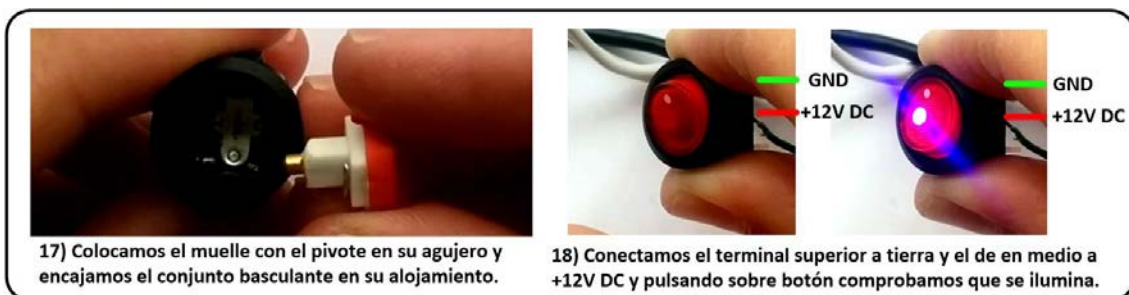 GND
+12V DC
GND
+12V DC
17) Colocamos el muelle con el pivote en su agujero y
encajamos el conjunto basculante en su alojamiento.
18) Conectamos el terminal superior a tierra y el de en medio a
+12V DC y pulsando sobre botón comprobamos que se ilumina.